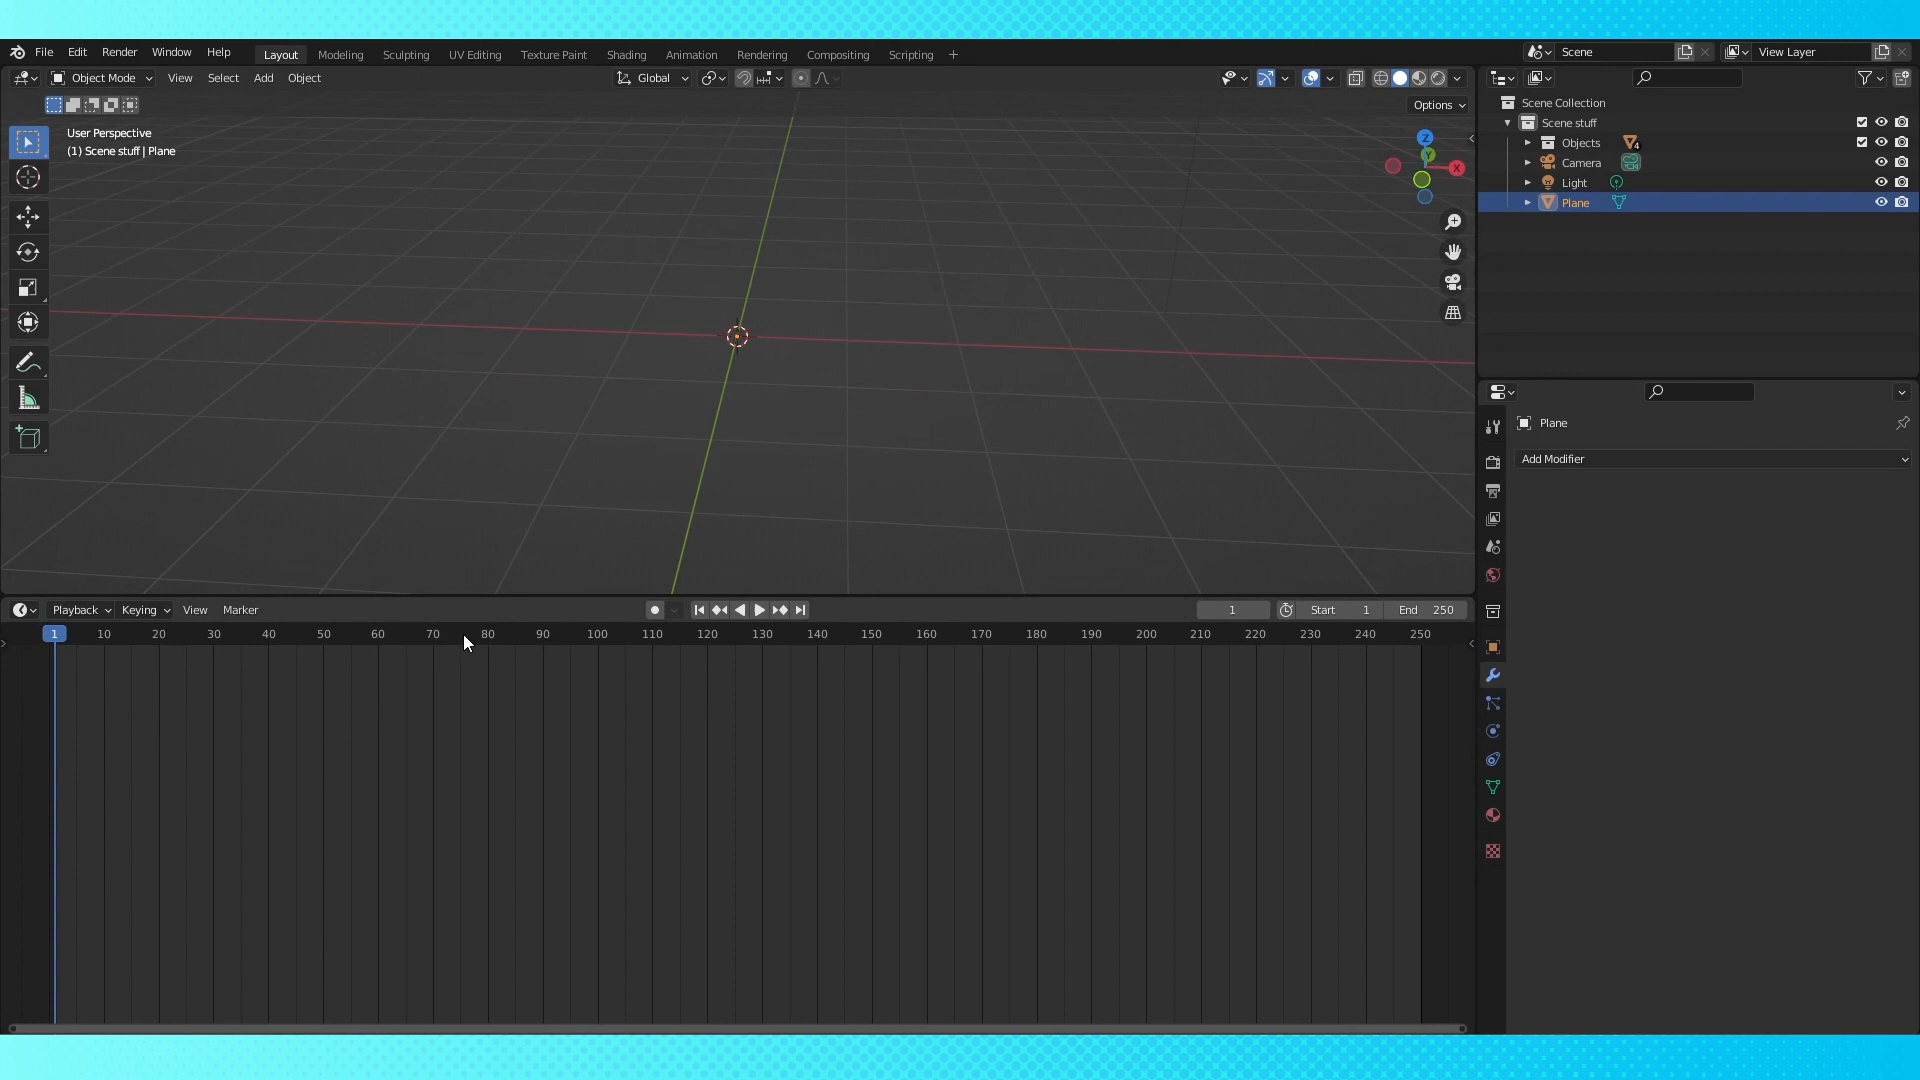 File Edit Render Window Help Layout Modeling Sculpting UV Editing Texture Paint Shading Animation Rendering Compositing Scripting + Scene View Layer
Object Mode View Select Add Object Global
Options
User Perspective
(1) Scene stuff | Plane
Z
Y
X
Scene Collection
Scene stuff
Objects 4
Camera
Light
Plane
Plane
Add Modifier
Playback Keying View Marker 1 Start 1 End 250
1 10 20 30 40 50 60 70 80 90 100 110 120 130 140 150 160 170 180 190 200 210 220 230 240 250